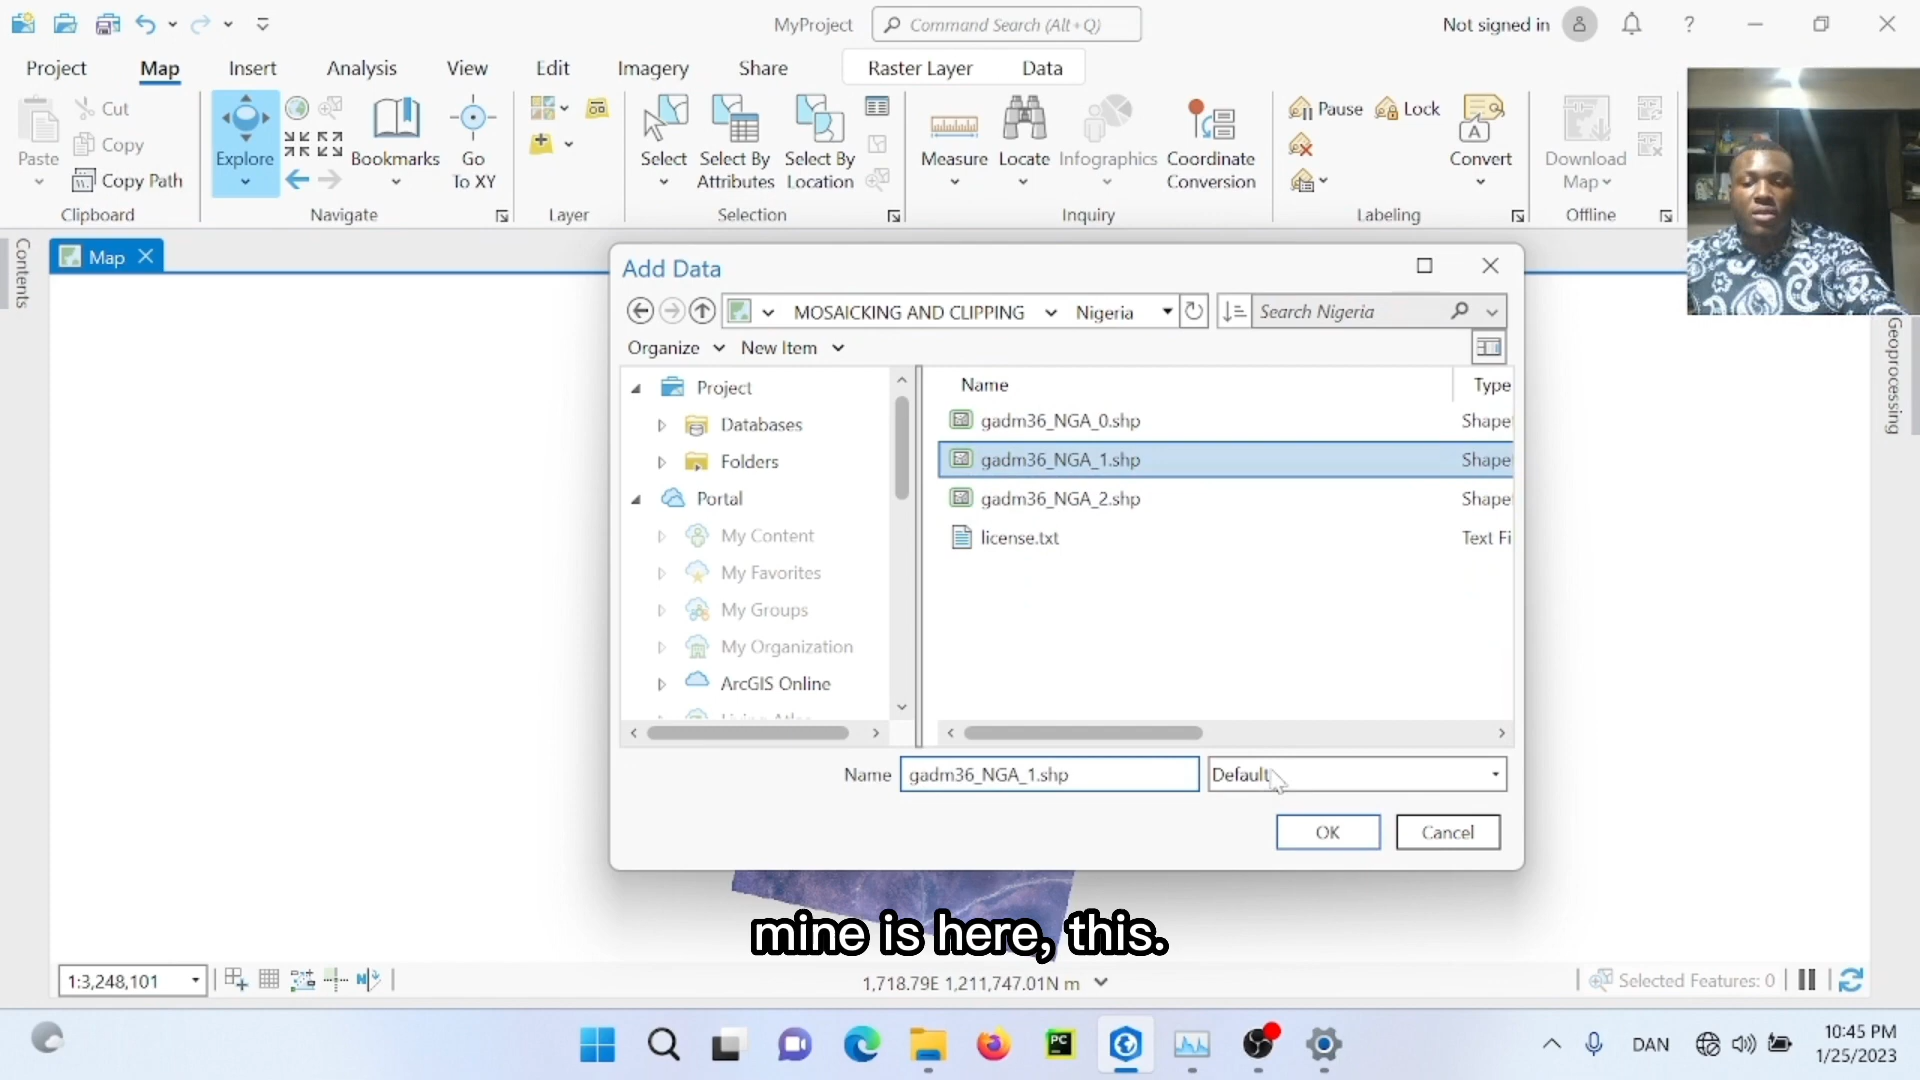 MyProject
Command Search (Alt+Q)
Not signed in
Project
Map
Insert
Analysis
View
Edit
Imagery
Share
Raster Layer
Data
Paste
Cut
Copy
Copy Path
Clipboard
Explore
Bookmarks
Go
To XY
Navigate
Layer
Select
Select By
Attributes
Select By
Location
Selection
Measure
Locate
Infographics
Coordinate
Conversion
Inquiry
Pause
Lock
A
Convert
Labeling
Download
Map
Offline
Contents
Map
Geoprocessing
Add Data
MOSAICKING AND CLIPPING
Nigeria
Search Nigeria
Organize
New Item
Project
Databases
Folders
Portal
My Content
My Favorites
My Groups
My Organization
ArcGIS Online
Name
Type
gadm36_NGA_0.shp
Shape
gadm36_NGA_1.shp
Shape
gadm36_NGA_2.shp
Shape
license.txt
Text Fi
Name
gadm36_NGA_1.shp
Default
OK
Cancel
mine is here, this.
1:3,248,101
1,718.79E 1,211,747.01N m
Selected Features: 0
PC
DAN
10:45 PM
1/25/2023